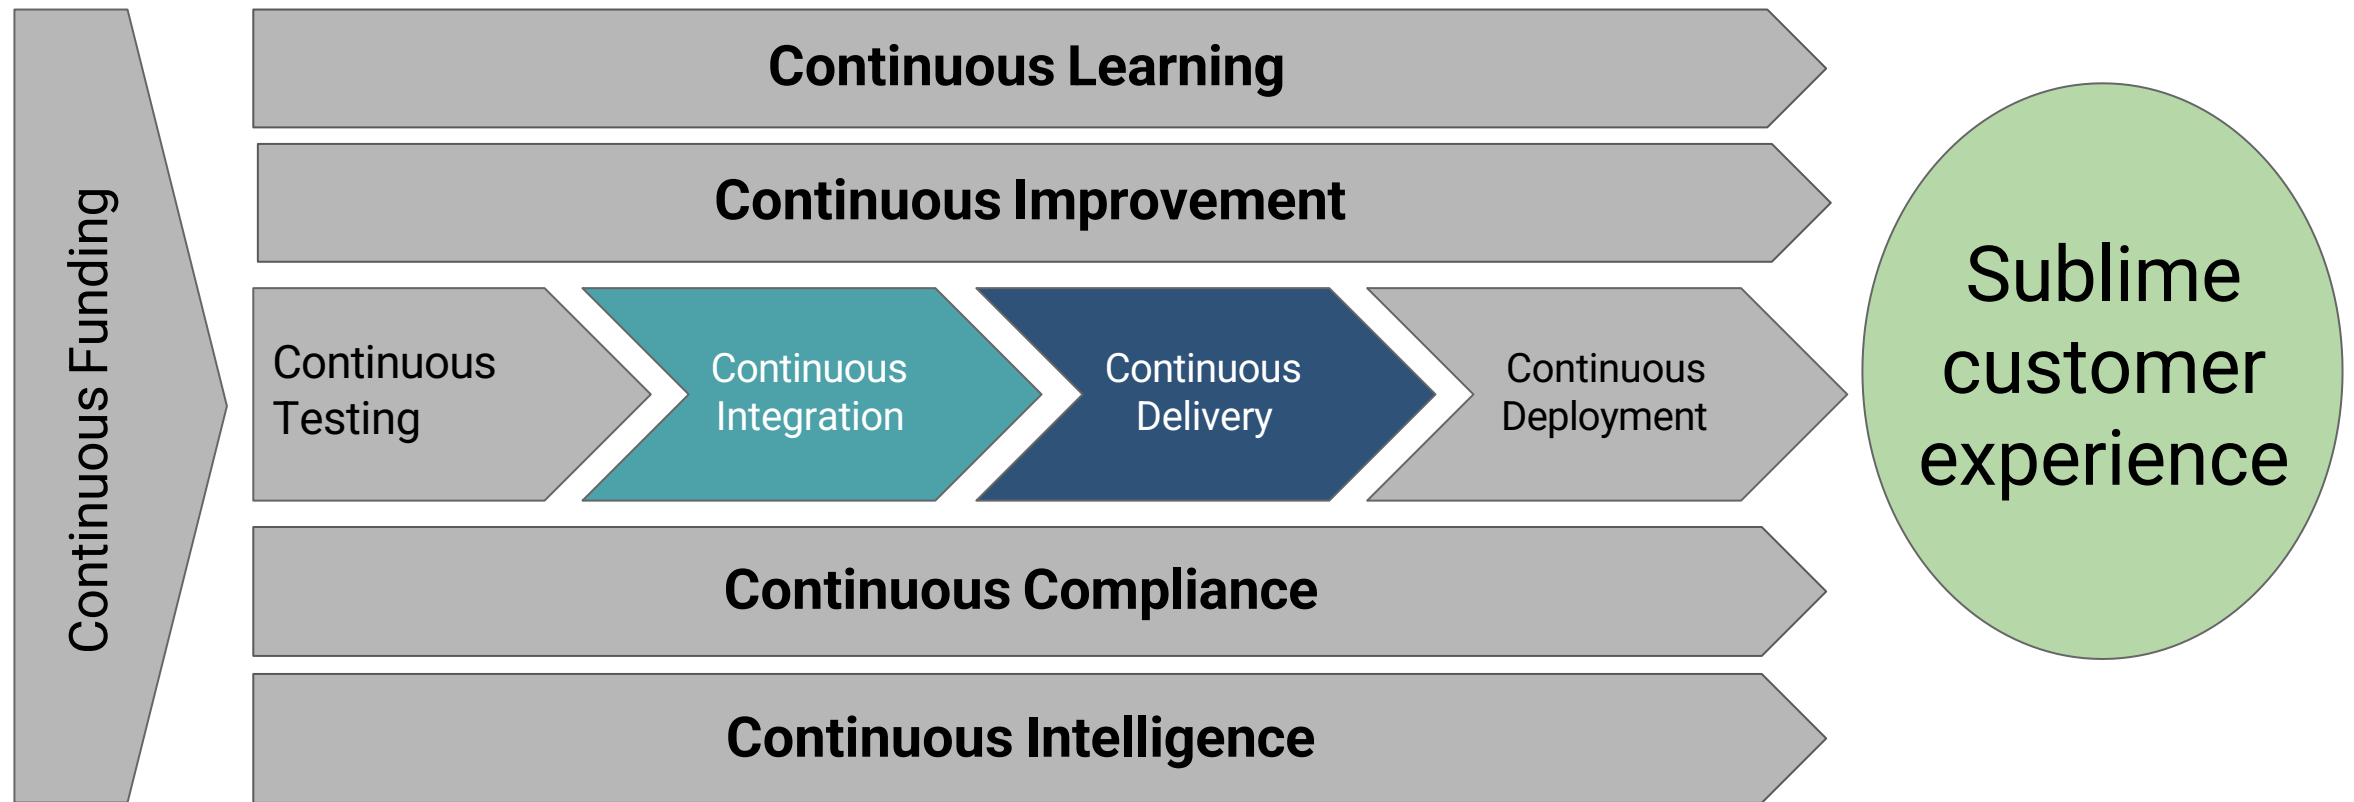 Continuous Funding
Continuous Learning
Continuous Improvement
Continuous
Testing
Continuous
Integration
Continuous
Delivery
Continuous
Deployment
Continuous Compliance
Continuous Intelligence
Sublime
customer
experience